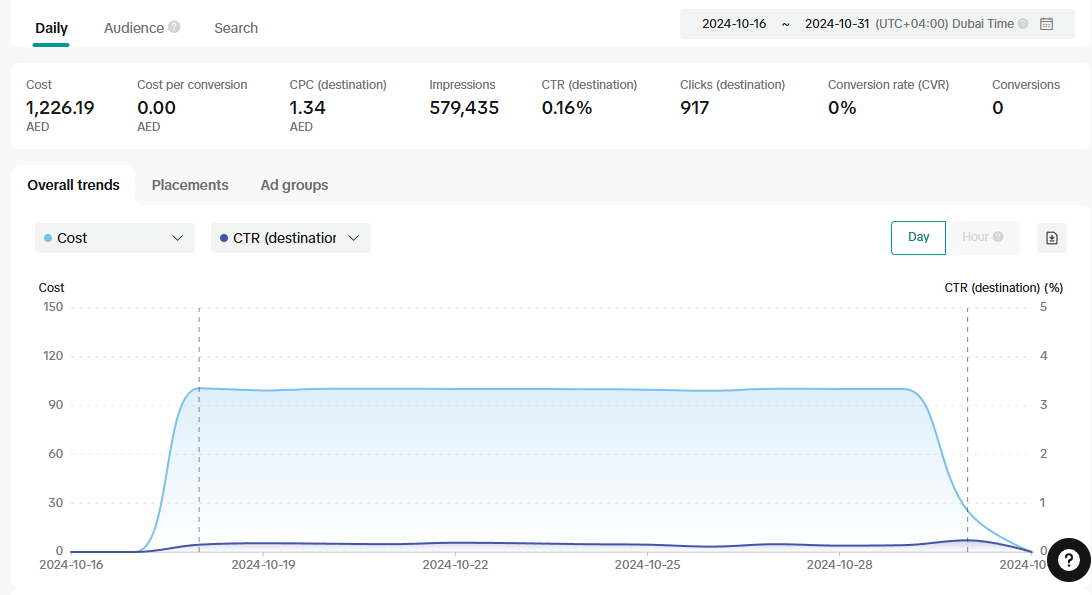 Daily Audience ? Search 2024-10-16 ~ 2024-10-31 (UTC+04:00) Dubai Time ?
Cost Cost per conversion CPC (destination) Impressions CTR (destination) Clicks (destination) Conversion rate (CVR) Conversions
1,226.19 0.00 1.34 579,435 0.16% 917 0% 0
AED AED AED
Overall trends Placements Ad groups
Cost CTR (destination Day Hour ?
Cost CTR (destination) (%)
150 5
120 4
90 3
60 2
30 1
0 0
2024-10-16 2024-10-19 2024-10-22 2024-10-25 2024-10-28 2024-10
?